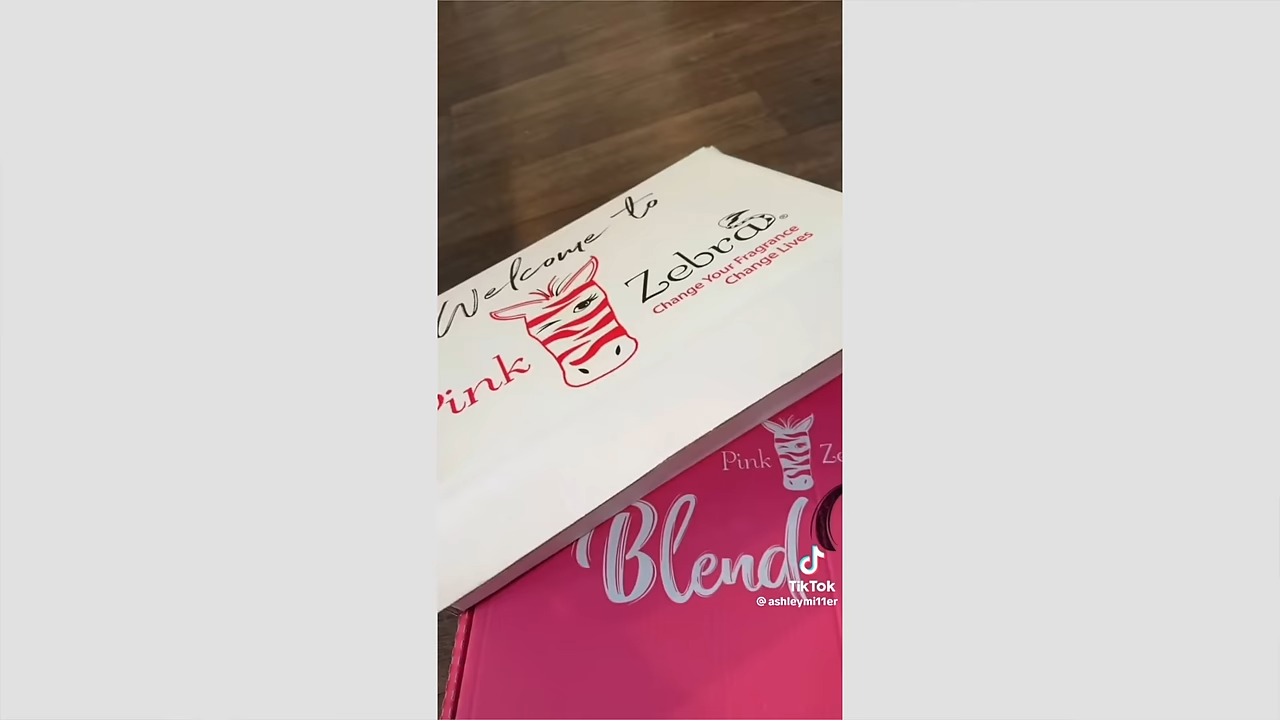 Welcome to
Pink Zebra®
Change Your Fragrance
Change Lives
Pink
Blend
TikTok
@ashleymi11er